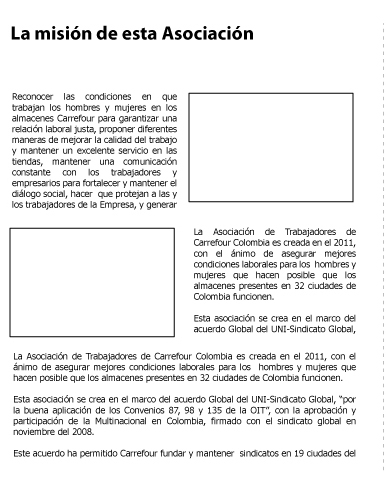 La misión de esta Asociación
Reconocer las condiciones en que
trabajan los hombres y mujeres en los
almacenes Carrefour para garantizar una
relación laboral justa, proponer diferentes
maneras de mejorar la calidad del trabajo
y mantener un excelente servicio en las
tiendas, mantener una comunicación
constante con los trabajadores y
empresarios para fortalecer y mantener el
diálogo social, hacer que protejan a las y
los trabajadores de la Empresa, y generar
La Asociación de Trabajadores de
Carrefour Colombia es creada en el 2011,
con el ánimo de asegurar mejores
condiciones laborales para los hombres y
mujeres que hacen posible que los
almacenes presentes en 32 ciudades de
Colombia funcionen.
Esta asociación se crea en el marco del
acuerdo Global del UNI-Sindicato Global,
La Asociación de Trabajadores de Carrefour Colombia es creada en el 2011, con el
ánimo de asegurar mejores condiciones laborales para los hombres y mujeres que
hacen posible que los almacenes presentes en 32 ciudades de Colombia funcionen.
Esta asociación se crea en el marco del acuerdo Global del UNI-Sindicato Global, “por
la buena aplicación de los Convenios 87, 98 y 135 de la OIT”, con la aprobación y
participación de la Multinacional en Colombia, firmado con el sindicato global en
noviembre del 2008.
Este acuerdo ha permitido Carrefour fundar y mantener sindicatos en 19 ciudades del